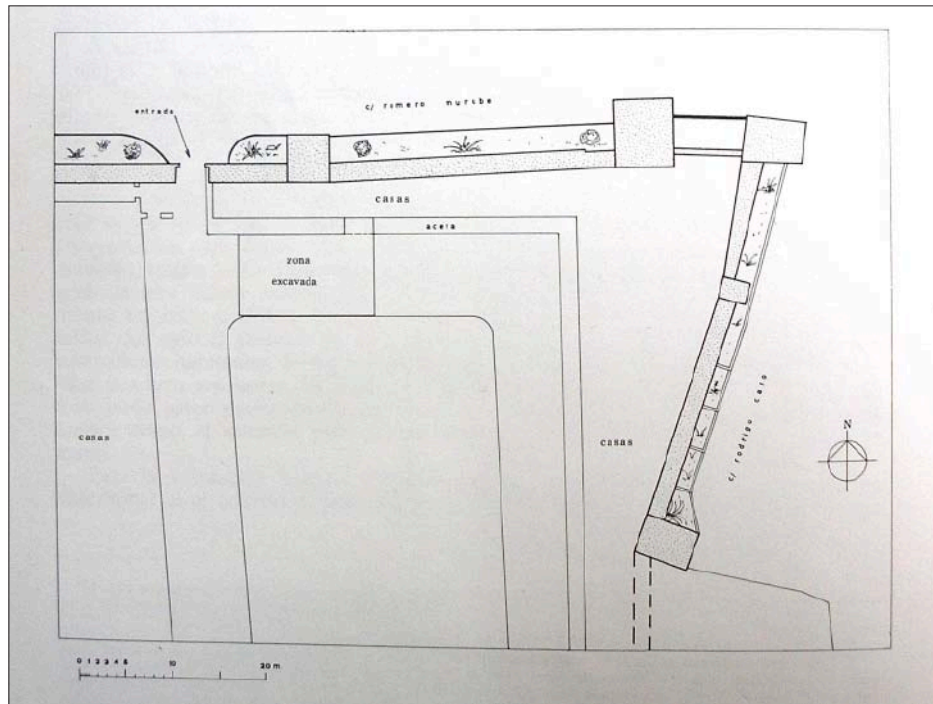 c/ romero murube
entrada
casas
acera
zona
excavada
casas
casas
c/ rodrigo caro
N
0 1 2 3 4 5 10 20 m.